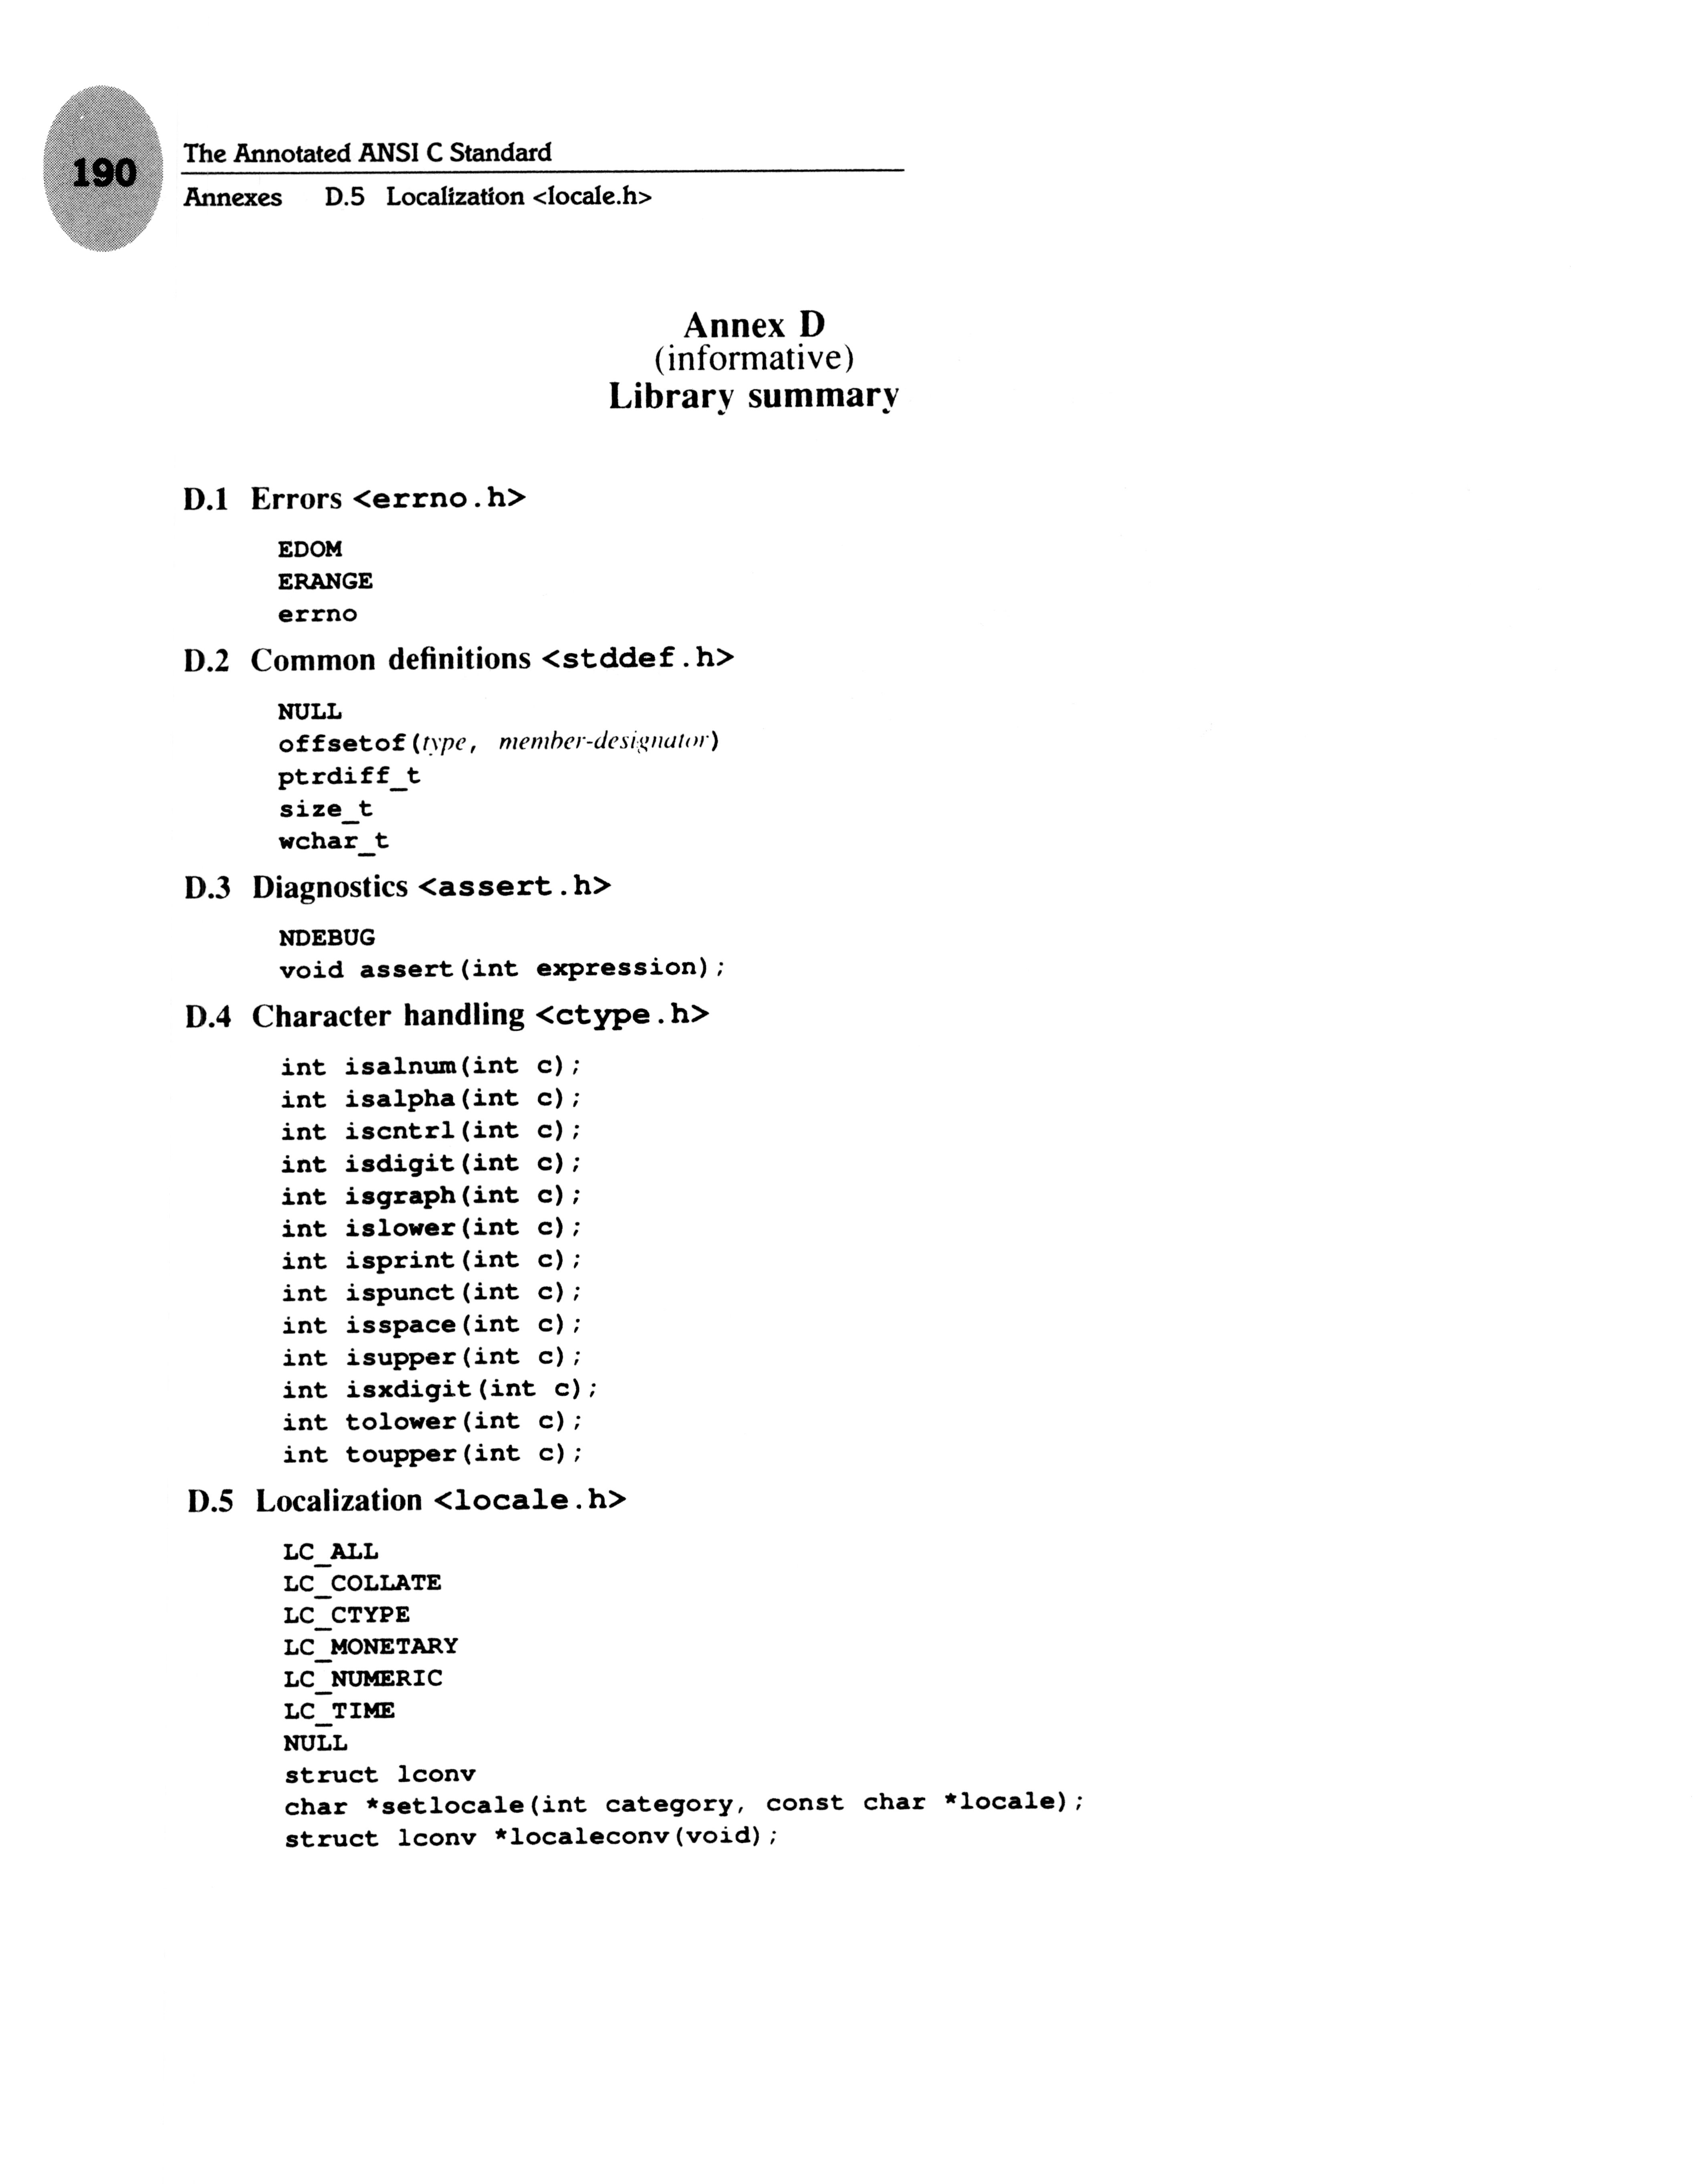 190
The Annotated ANSI C Standard
Annexes D.5 Localization <locale.h>
Annex D
(informative)
Library summary
D.1 Errors <errno.h>
EDOM
ERANGE
errno
D.2 Common definitions <stddef.h>
NULL
offsetof(type, member-designator)
ptrdiff_t
size_t
wchar_t
D.3 Diagnostics <assert.h>
NDEBUG
void assert(int expression);
D.4 Character handling <ctype.h>
int isalnum(int c);
int isalpha(int c);
int iscntrl(int c);
int isdigit(int c);
int isgraph(int c);
int islower(int c);
int isprint(int c);
int ispunct(int c);
int isspace(int c);
int isupper(int c);
int isxdigit(int c);
int tolower(int c);
int toupper(int c);
D.5 Localization <locale.h>
LC_ALL
LC_COLLATE
LC_CTYPE
LC_MONETARY
LC_NUMERIC
LC_TIME
NULL
struct lconv
char *setlocale(int category, const char *locale);
struct lconv *localeconv(void);